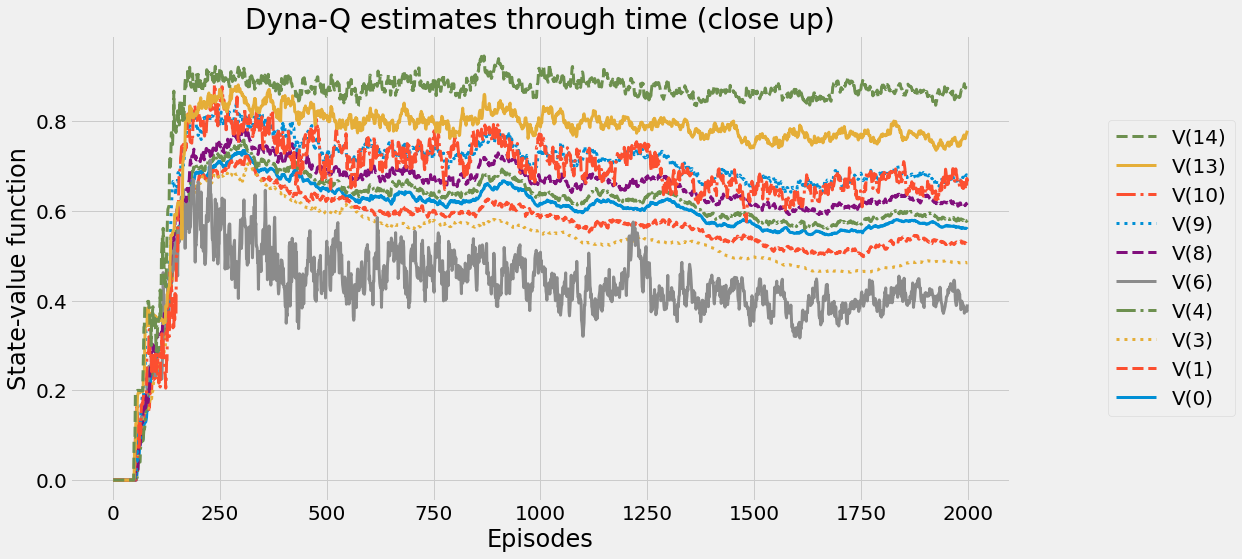 Dyna-Q estimates through time (close up)
State-value function
0.8
0.6
0.4
0.2
0.0
0 250 500 750 1000 1250 1500 1750 2000
Episodes
V(14)
V(13)
V(10)
V(9)
V(8)
V(6)
V(4)
V(3)
V(1)
V(0)